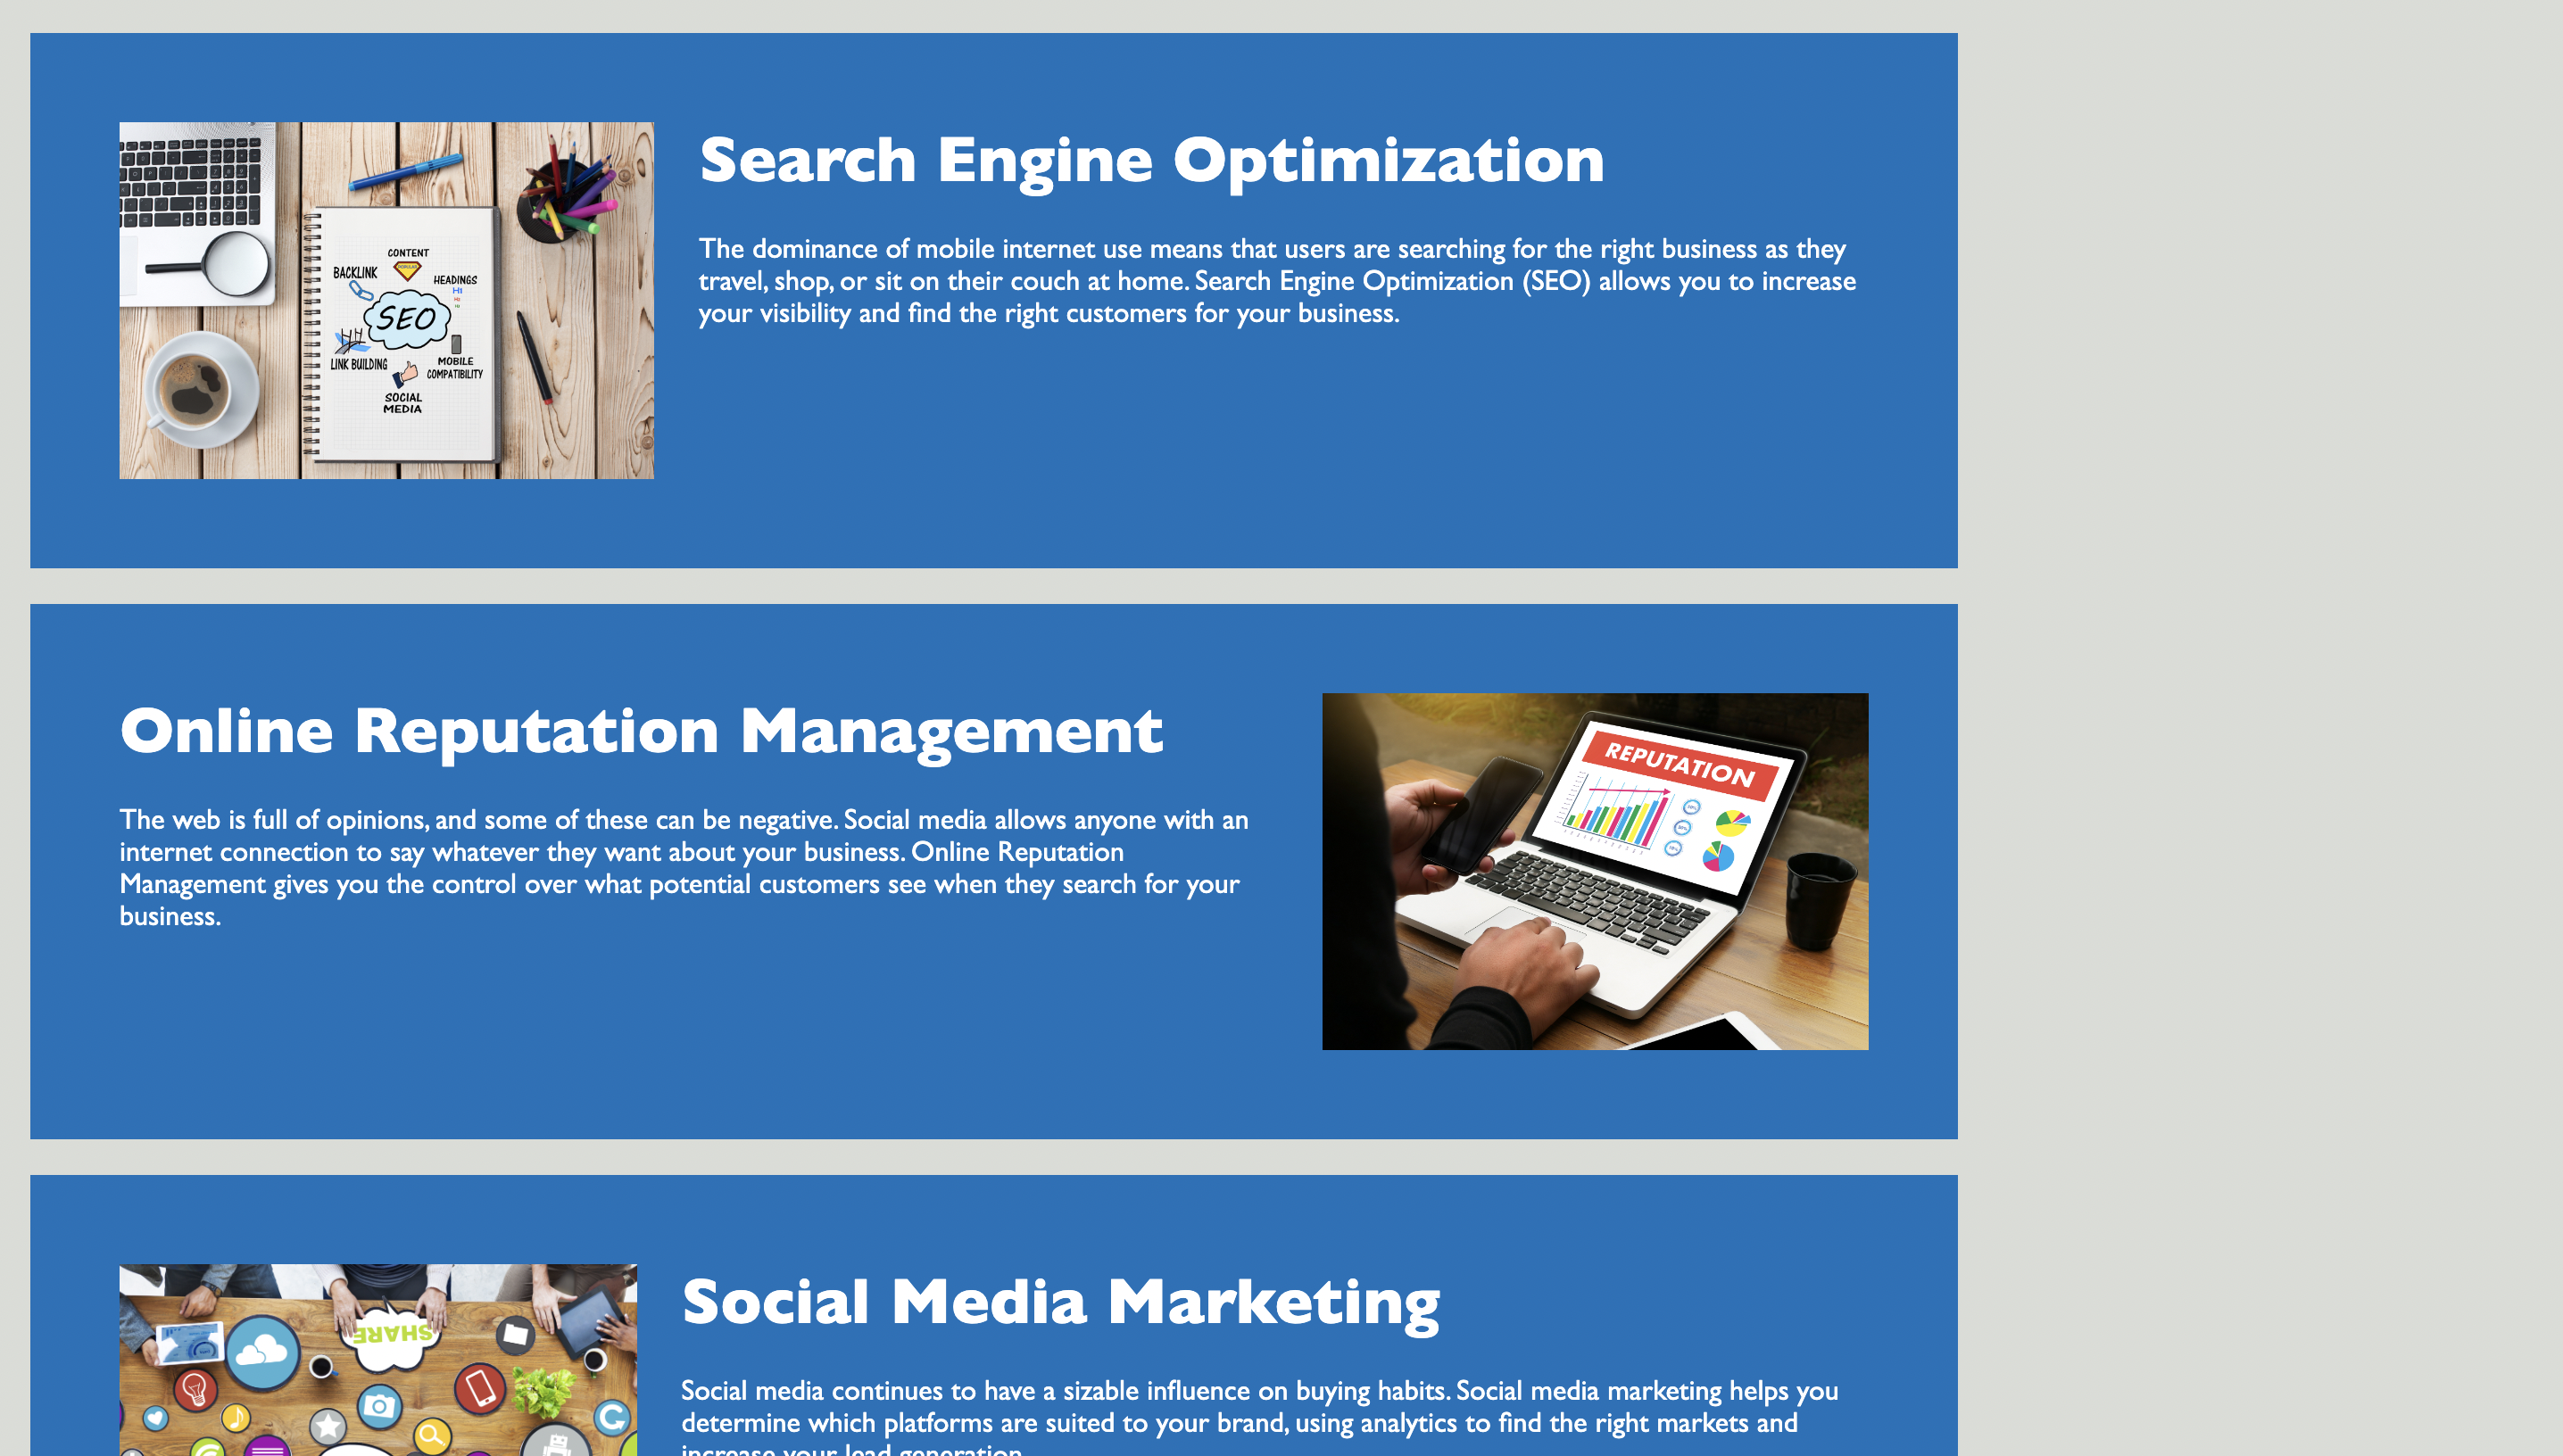 Search Engine Optimization
The dominance of mobile internet use means that users are searching for the right business as they
travel, shop, or sit on their couch at home. Search Engine Optimization (SEO) allows you to increase
your visibility and find the right customers for your business.
CONTENT
BACKLINK
HEADINGS
H1
SEO
LINK BUILDING
MOBILE
COMPATIBILITY
SOCIAL
MEDIA
Online Reputation Management
The web is full of opinions, and some of these can be negative. Social media allows anyone with an
internet connection to say whatever they want about your business. Online Reputation
Management gives you the control over what potential customers see when they search for your
business.
REPUTATION
Social Media Marketing
Social media continues to have a sizable influence on buying habits. Social media marketing helps you
determine which platforms are suited to your brand, using analytics to find the right markets and
increase your lead generation.
SHARE